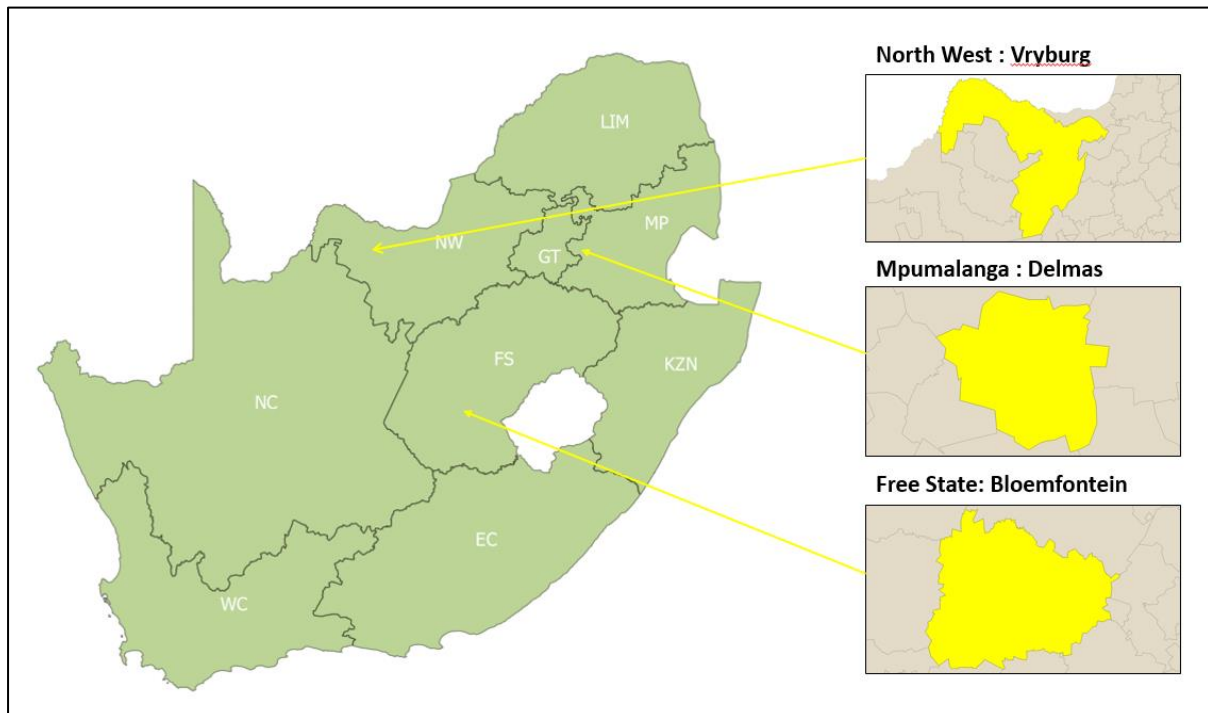 North West : Vryburg
LIM
MP
NW
GT
Mpumalanga : Delmas
FS
KZN
NC
Free State: Bloemfontein
EC
WC